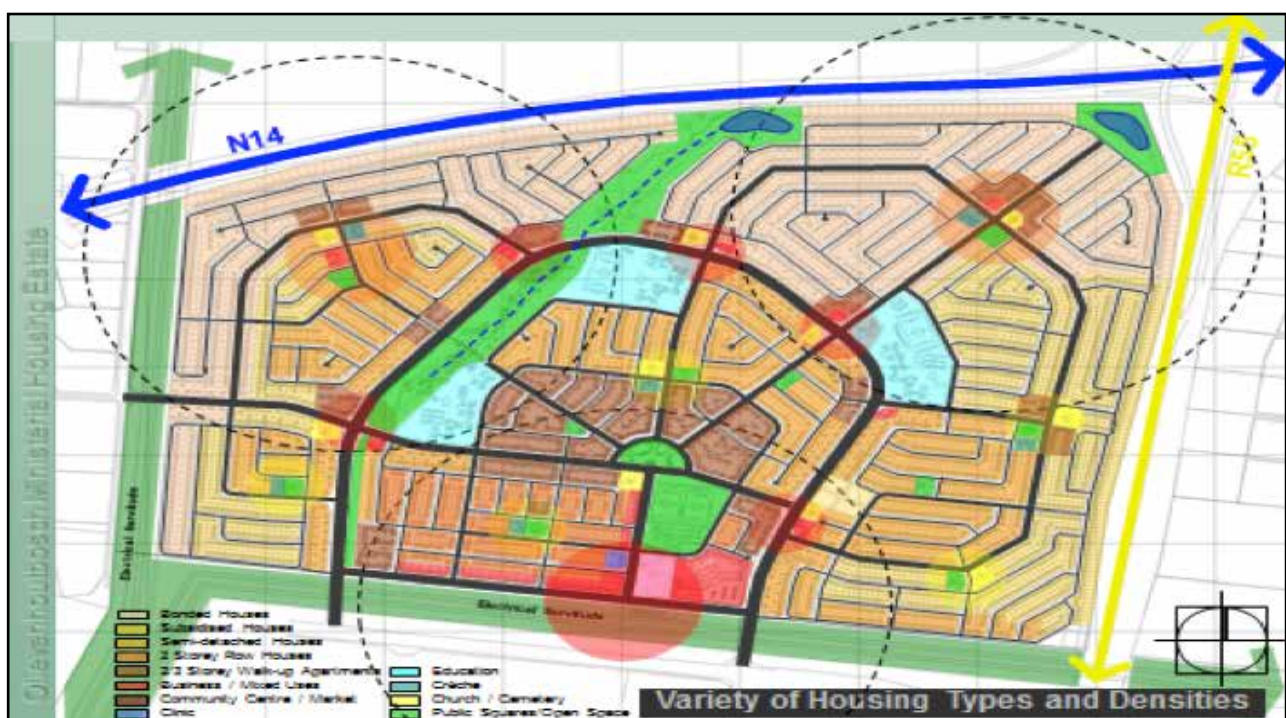 N14
R55
Olievenhoutbosch Ministerial Housing Estate
Electrical Servitude
Electrical Servitude
Bonded Houses
Subsidised Houses
Semi-detached Houses
2 Storey Row Houses
2-3 Storey Walk-up Apartments
Business / Mixed Uses
Community Centre / Market
Clinic
Education
Crèche
Church / Cemetery
Public Squares/Open Space
Variety of Housing Types and Densities